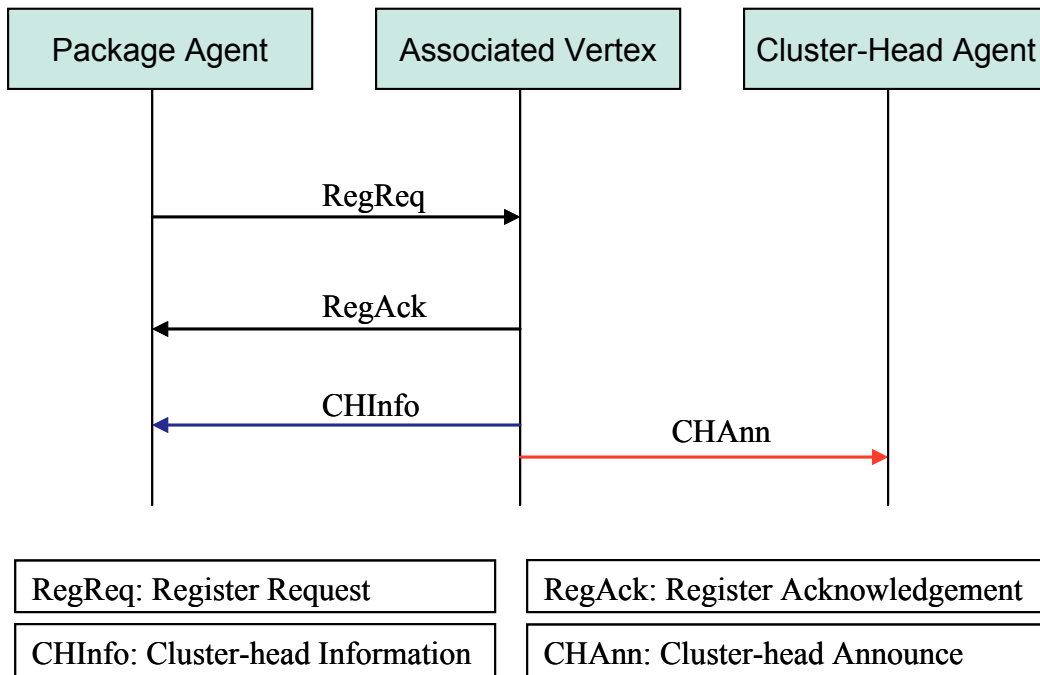 Package Agent
Associated Vertex
Cluster-Head Agent
RegReq
RegAck
CHInfo
CHAnn
RegReq: Register Request
RegAck: Register Acknowledgement
CHInfo: Cluster-head Information
CHAnn: Cluster-head Announce